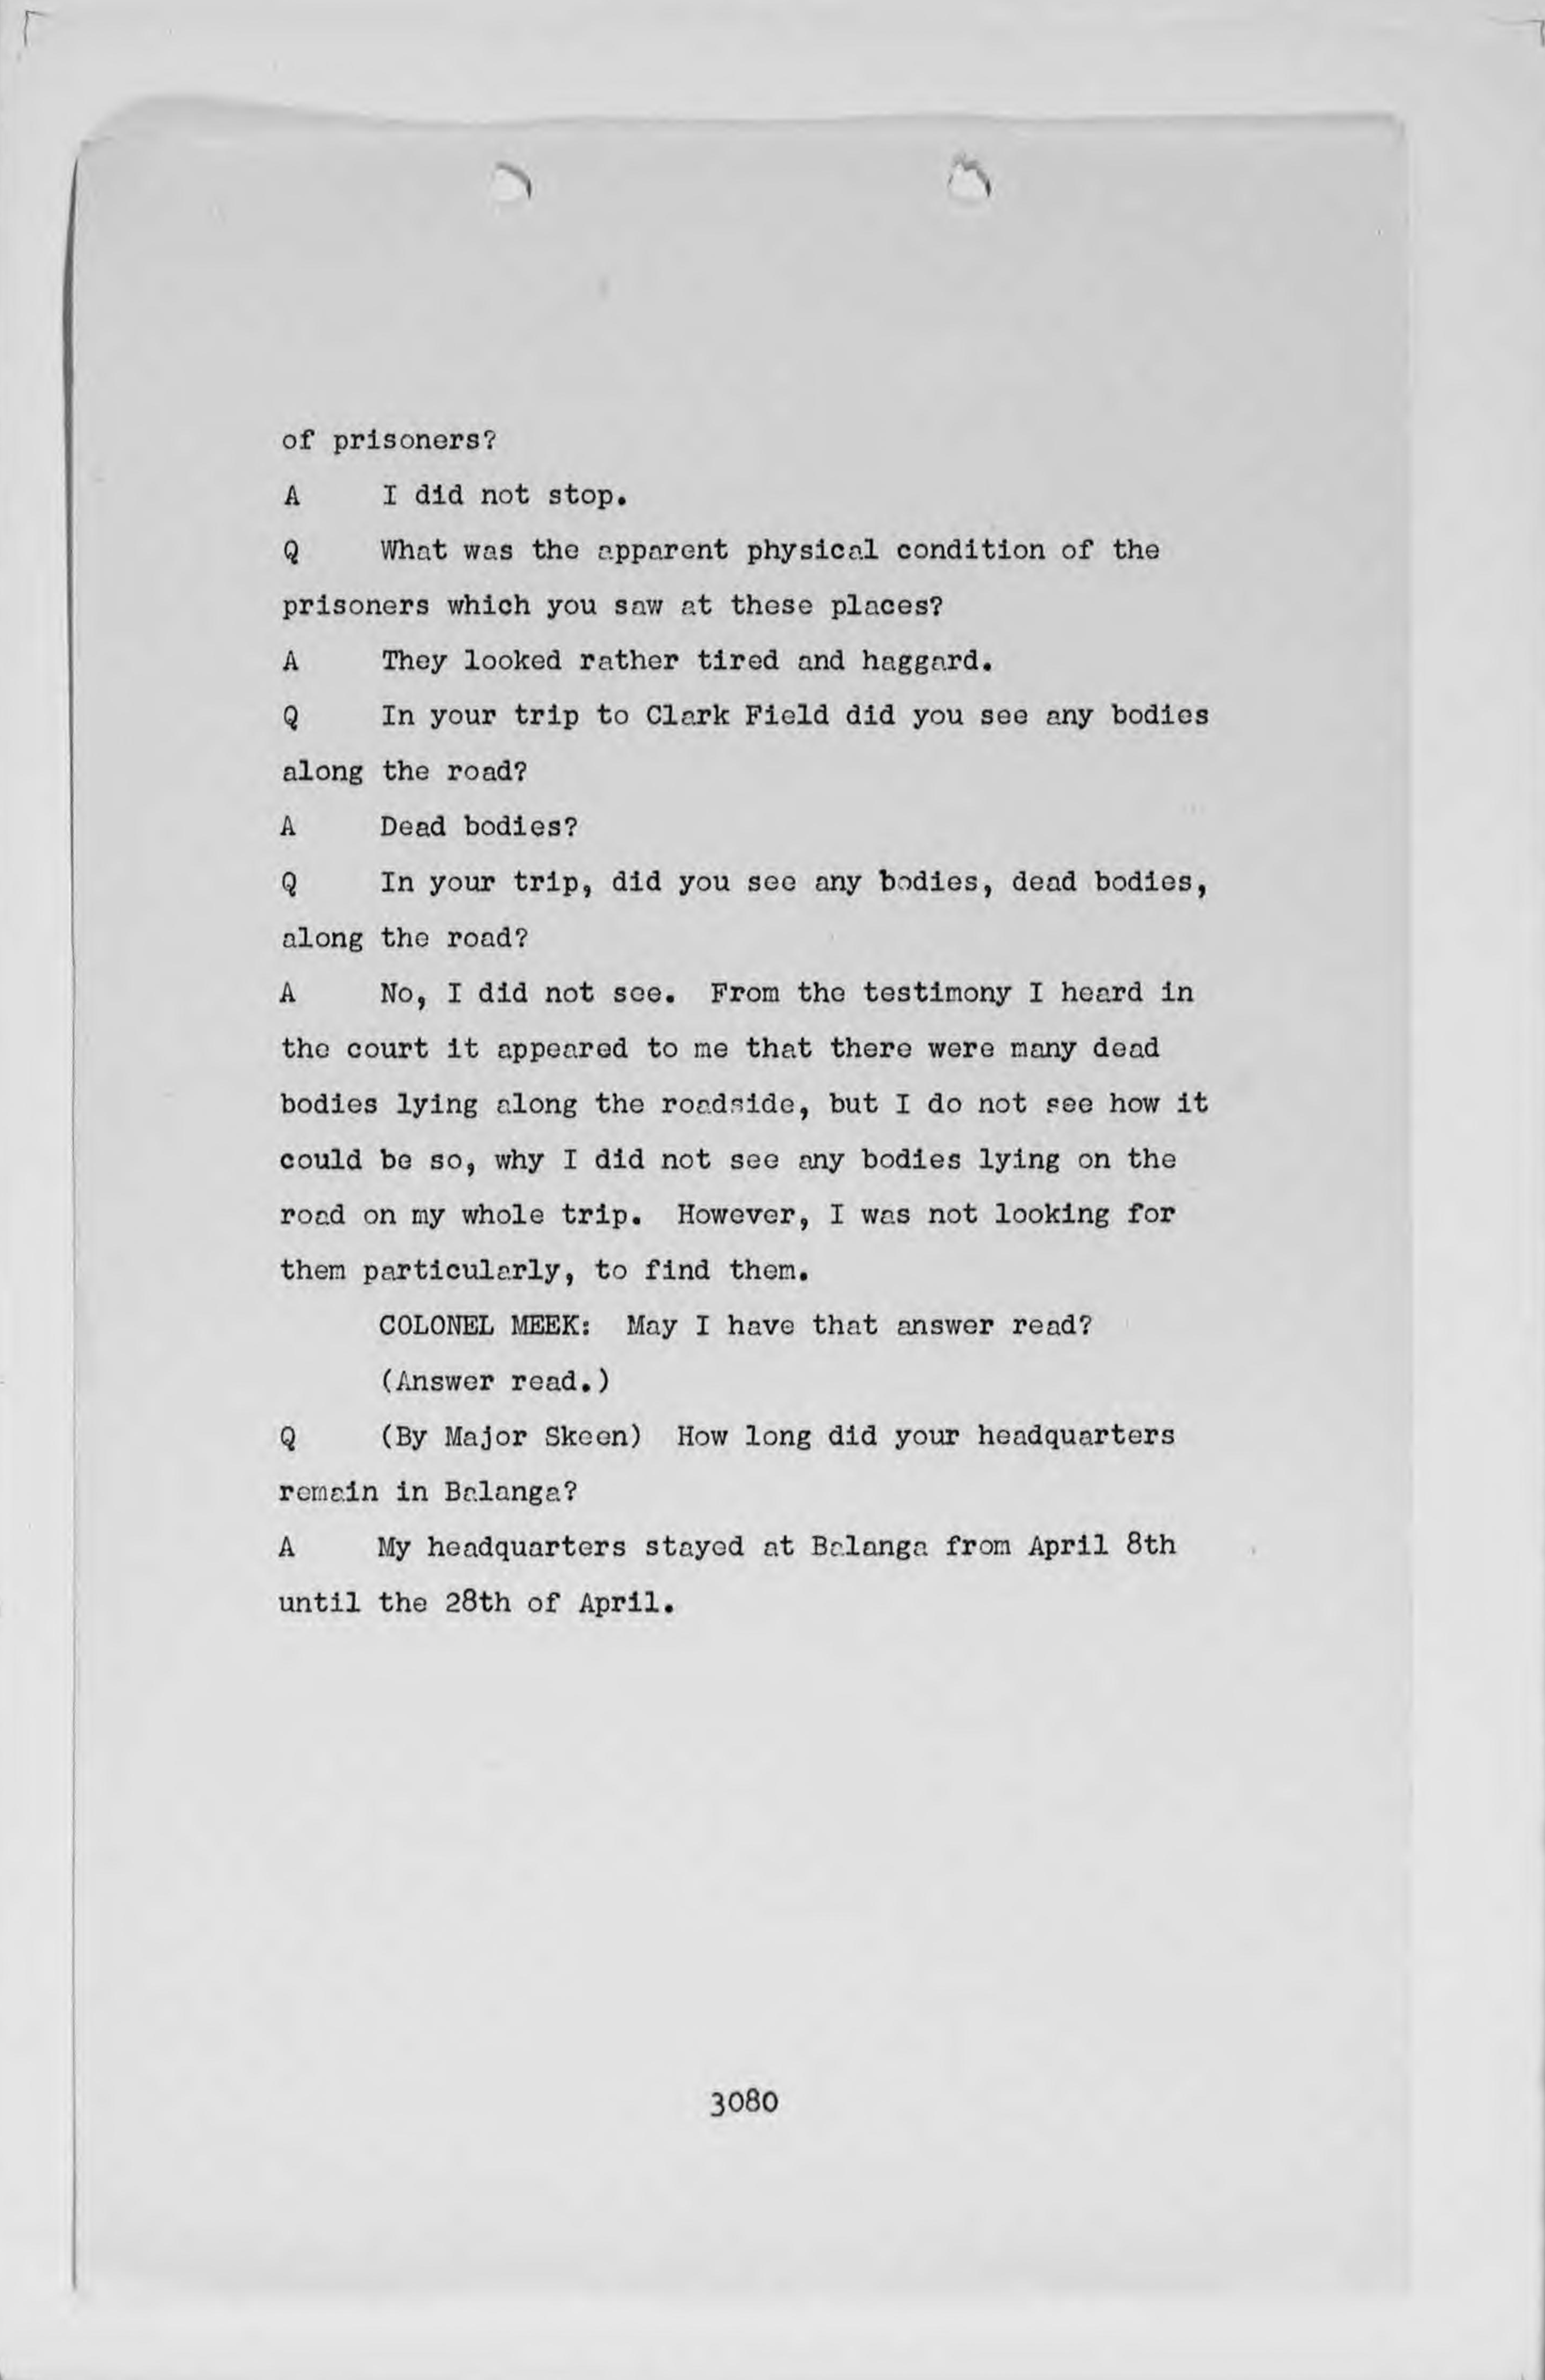 of prisoners?
A I did not stop.
Q What was the apparent physical condition of the
prisoners which you saw at these places?
A They looked rather tired and haggard.
Q In your trip to Clark Field did you see any bodies
along the road?
A Dead bodies?
Q In your trip, did you see any bodies, dead bodies,
along the road?
A No, I did not see. From the testimony I heard in
the court it appeared to me that there were many dead
bodies lying along the roadside, but I do not see how it
could be so, why I did not see any bodies lying on the
road on my whole trip. However, I was not looking for
them particularly, to find them.
COLONEL MEEK: May I have that answer read?
(Answer read.)
Q (By Major Skeen) How long did your headquarters
remain in Balanga?
A My headquarters stayed at Balanga from April 8th
until the 28th of April.
3080